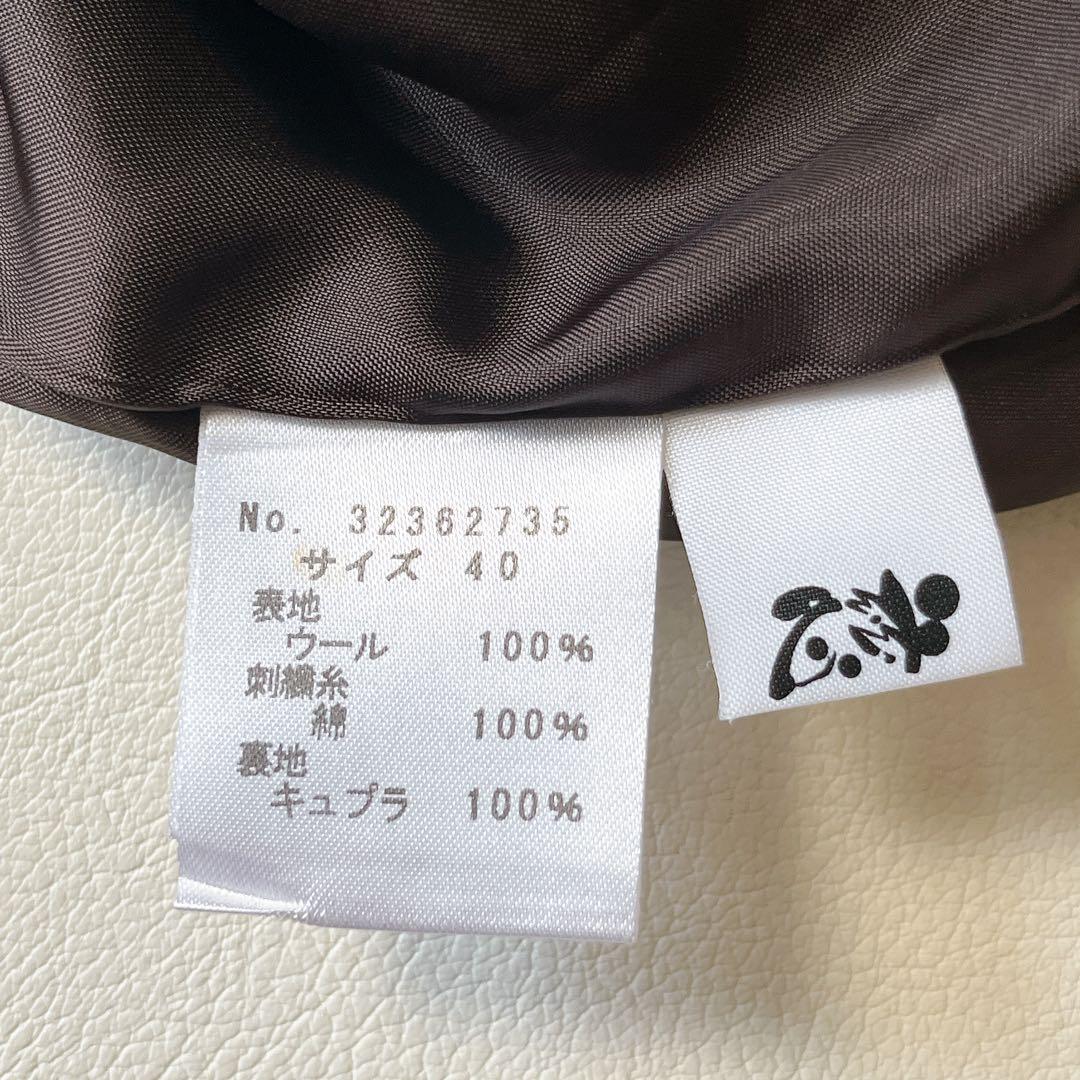 No. 32362735
サイズ 40
表地
ウール 100%
刺繍糸
綿 100%
裏地
キュプラ 100%